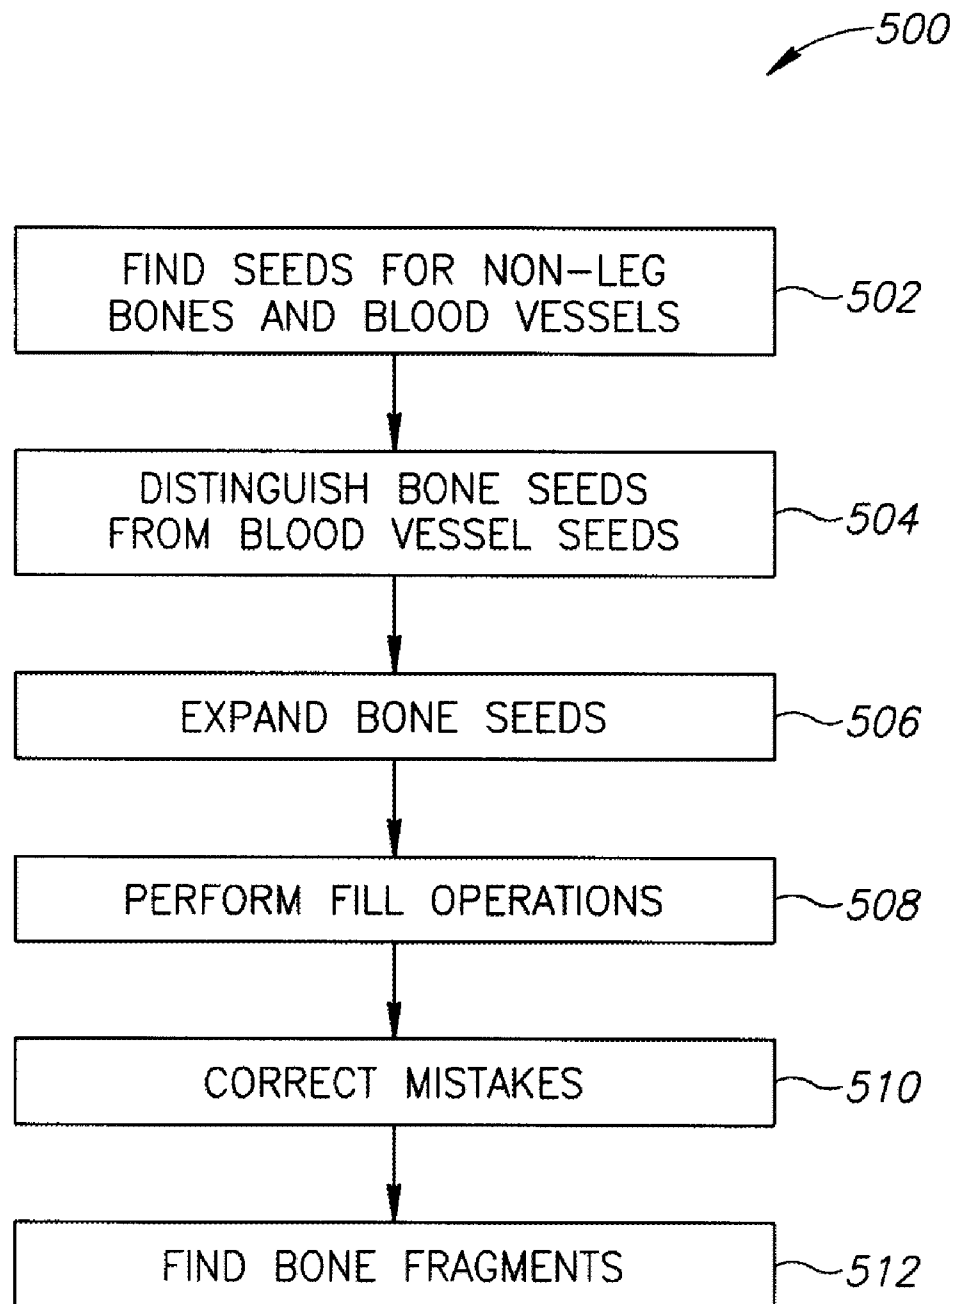 500
FIND SEEDS FOR NON-LEG
BONES AND BLOOD VESSELS
502
DISTINGUISH BONE SEEDS
FROM BLOOD VESSEL SEEDS
504
EXPAND BONE SEEDS
506
PERFORM FILL OPERATIONS
508
CORRECT MISTAKES
510
FIND BONE FRAGMENTS
512